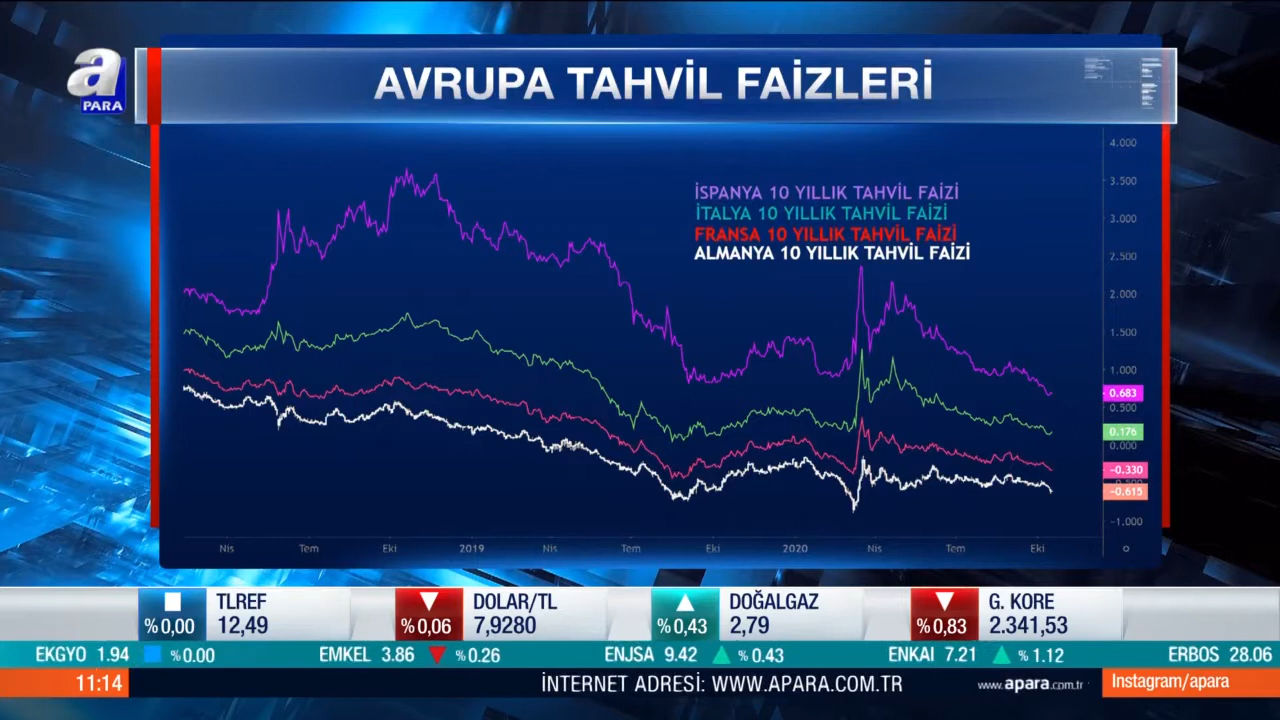 a
PARA
AVRUPA TAHVİL FAİZLERİ
İSPANYA 10 YILLIK TAHVİL FAİZİ
İTALYA 10 YILLIK TAHVİL FAİZİ
FRANSA 10 YILLIK TAHVİL FAİZİ
ALMANYA 10 YILLIK TAHVİL FAİZİ
4.000
3.500
3.000
2.500
2.000
1.500
1.000
0.683
0.500
0.176
0.000
-0.330
-0.615
-1.000
Nis Tem Eki 2019 Nis Tem Eki 2020 Nis Tem Eki
%0,00 TLREF 12,49
%0,06 DOLAR/TL 7,9280
%0,43 DOĞALGAZ 2,79
%0,83 G. KORE 2.341,53
EKGYO 1.94 %0.00 EMKEL 3.86 %0.26 ENJSA 9.42 %0.43 ENKAI 7.21 %1.12 ERBOS 28.06
11:14 İNTERNET ADRESİ: WWW.APARA.COM.TR www.apara.com.tr Instagram/apara